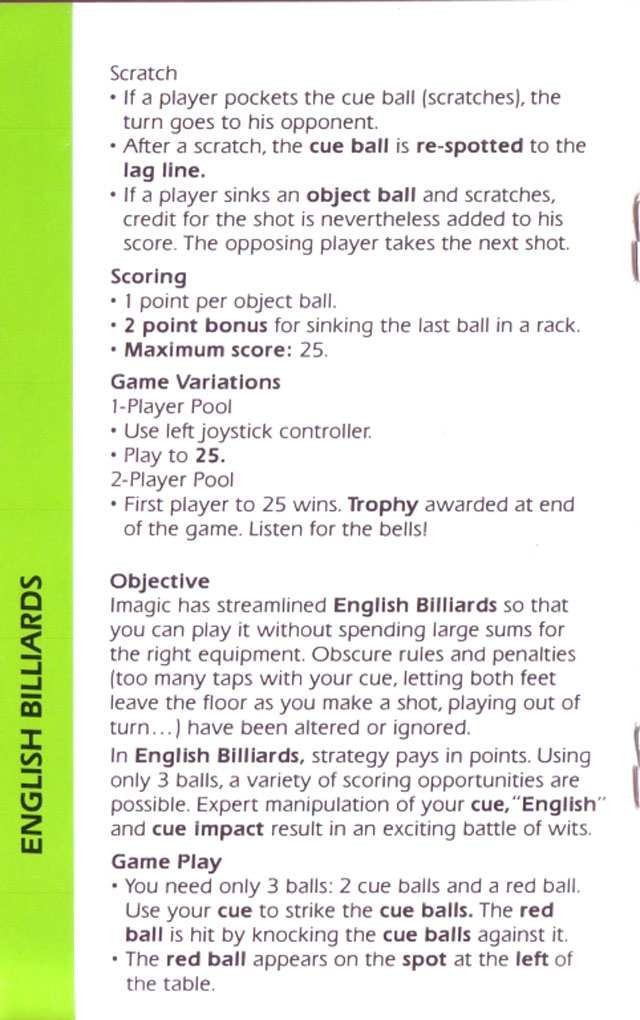 Scratch
• If a player pockets the cue ball (scratches), the
turn goes to his opponent.
• After a scratch, the cue ball is re-spotted to the
lag line.
• If a player sinks an object ball and scratches,
credit for the shot is nevertheless added to his
score. The opposing player takes the next shot.
Scoring
• 1 point per object ball.
• 2 point bonus for sinking the last ball in a rack.
• Maximum score: 25.
Game Variations
1-Player Pool
• Use left joystick controller.
• Play to 25.
2-Player Pool
• First player to 25 wins. Trophy awarded at end
of the game. Listen for the bells!
ENGLISH BILLIARDS
Objective
Imagic has streamlined English Billiards so that
you can play it without spending large sums for
the right equipment. Obscure rules and penalties
(too many taps with your cue, letting both feet
leave the floor as you make a shot, playing out of
turn...) have been altered or ignored.
In English Billiards, strategy pays in points. Using
only 3 balls, a variety of scoring opportunities are
possible. Expert manipulation of your cue, "English"
and cue impact result in an exciting battle of wits.
Game Play
• You need only 3 balls: 2 cue balls and a red ball.
Use your cue to strike the cue balls. The red
ball is hit by knocking the cue balls against it.
• The red ball appears on the spot at the left of
the table.